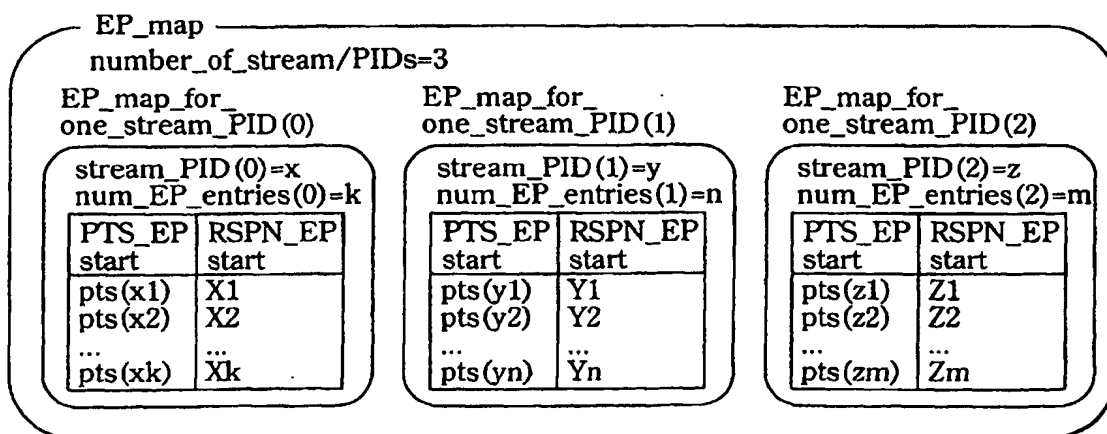 EP_map
number_of_stream/PIDs=3
EP_map_for_
one_stream_PID(0)
stream_PID(0)=x
num_EP_entries(0)=k
PTS_EP RSPN_EP
start start
pts(x1) X1
pts(x2) X2
... ...
pts(xk) Xk
EP_map_for_
one_stream_PID(1)
stream_PID(1)=y
num_EP_entries(1)=n
PTS_EP RSPN_EP
start start
pts(y1) Y1
pts(y2) Y2
... ...
pts(yn) Yn
EP_map_for_
one_stream_PID(2)
stream_PID(2)=z
num_EP_entries(2)=m
PTS_EP RSPN_EP
start start
pts(z1) Z1
pts(z2) Z2
... ...
pts(zm) Zm